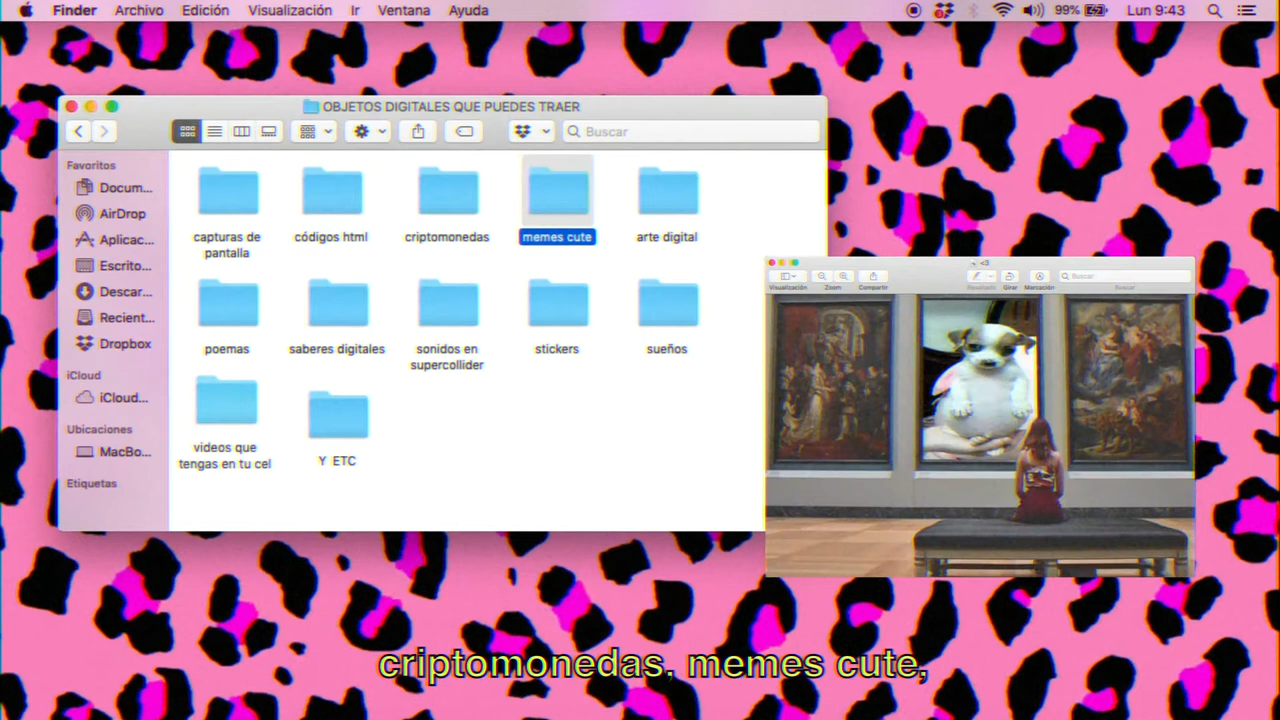 Finder Archivo Edición Visualización Ir Ventana Ayuda 99% Lun 9:43
OBJETOS DIGITALES QUE PUEDES TRAER
Buscar
Favoritos
Docum...
AirDrop
Aplicac...
Escrito...
Descar...
Recient...
Dropbox
iCloud
iCloud...
Ubicaciones
MacBo...
Etiquetas
capturas de
pantalla
códigos html
criptomonedas
memes cute
arte digital
poemas
saberes digitales
sonidos en
supercollider
stickers
sueños
videos que
tengas en tu cel
Y ETC
<3
Buscar
Visualización Zoom Compartir Resaltado Girar Marcación Buscar
criptomonedas, memes cute,